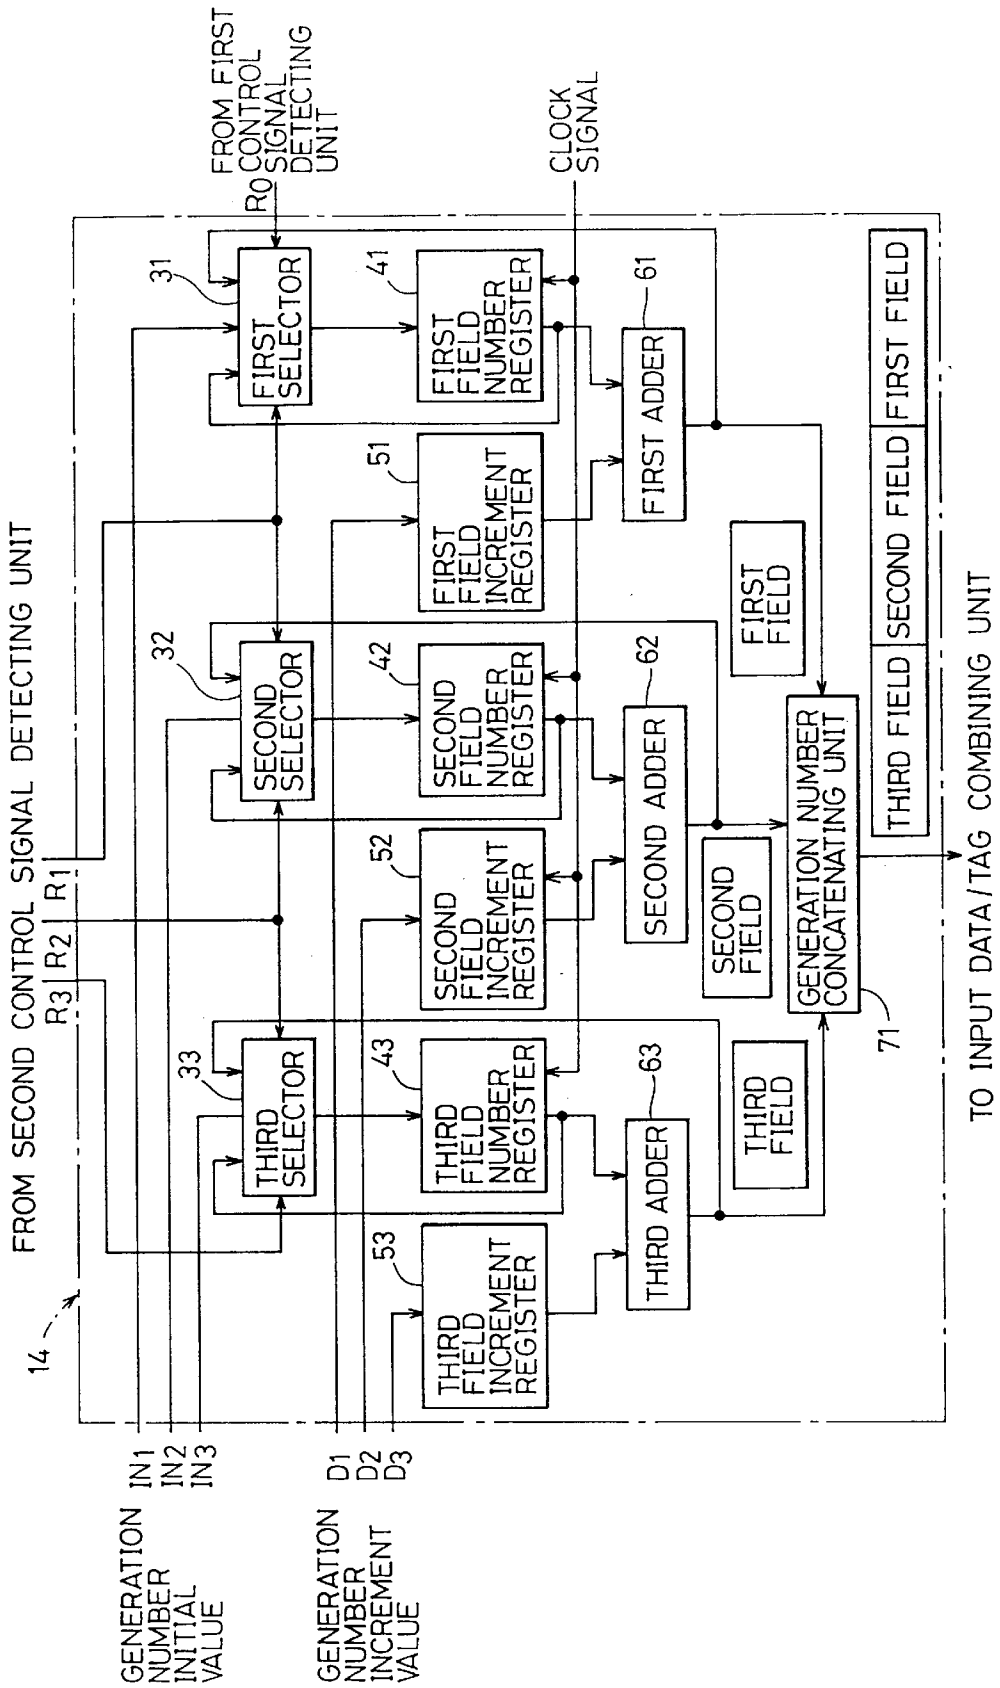 FROM SECOND CONTROL SIGNAL DETECTING UNIT
R3
R2
R1
14
GENERATION
NUMBER
INITIAL
VALUE
IN1
IN2
IN3
GENERATION
NUMBER
INCREMENT
VALUE
D1
D2
D3
FROM FIRST
CONTROL
SIGNAL
DETECTING
UNIT
R0
CLOCK
SIGNAL
33
THIRD
SELECTOR
32
SECOND
SELECTOR
31
FIRST
SELECTOR
53
THIRD
FIELD
INCREMENT
REGISTER
43
THIRD
FIELD
NUMBER
REGISTER
52
SECOND
FIELD
INCREMENT
REGISTER
42
SECOND
FIELD
NUMBER
REGISTER
51
FIRST
FIELD
INCREMENT
REGISTER
41
FIRST
FIELD
NUMBER
REGISTER
63
THIRD ADDER
62
SECOND ADDER
61
FIRST ADDER
THIRD
FIELD
SECOND
FIELD
FIRST
FIELD
71
GENERATION NUMBER
CONCATENATING UNIT
THIRD FIELD
SECOND FIELD
FIRST FIELD
TO INPUT DATA/TAG COMBINING UNIT